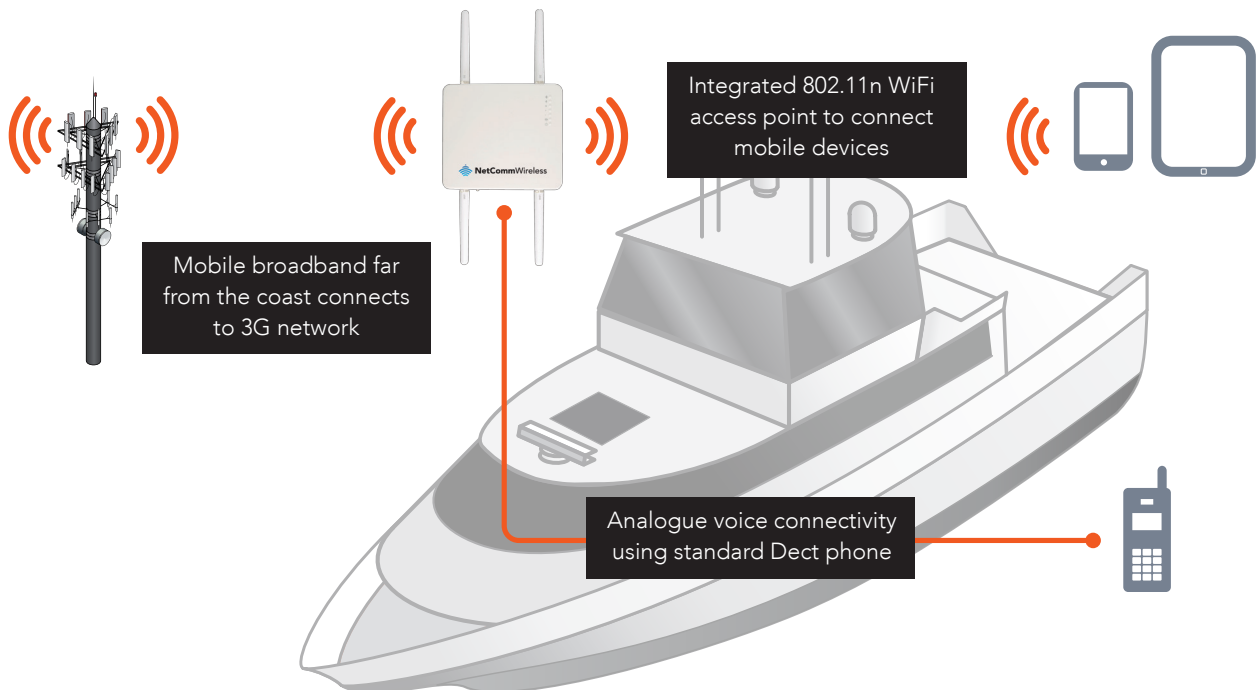 NetCommWireless
Integrated 802.11n WiFi
access point to connect
mobile devices
Mobile broadband far
from the coast connects
to 3G network
Analogue voice connectivity
using standard Dect phone